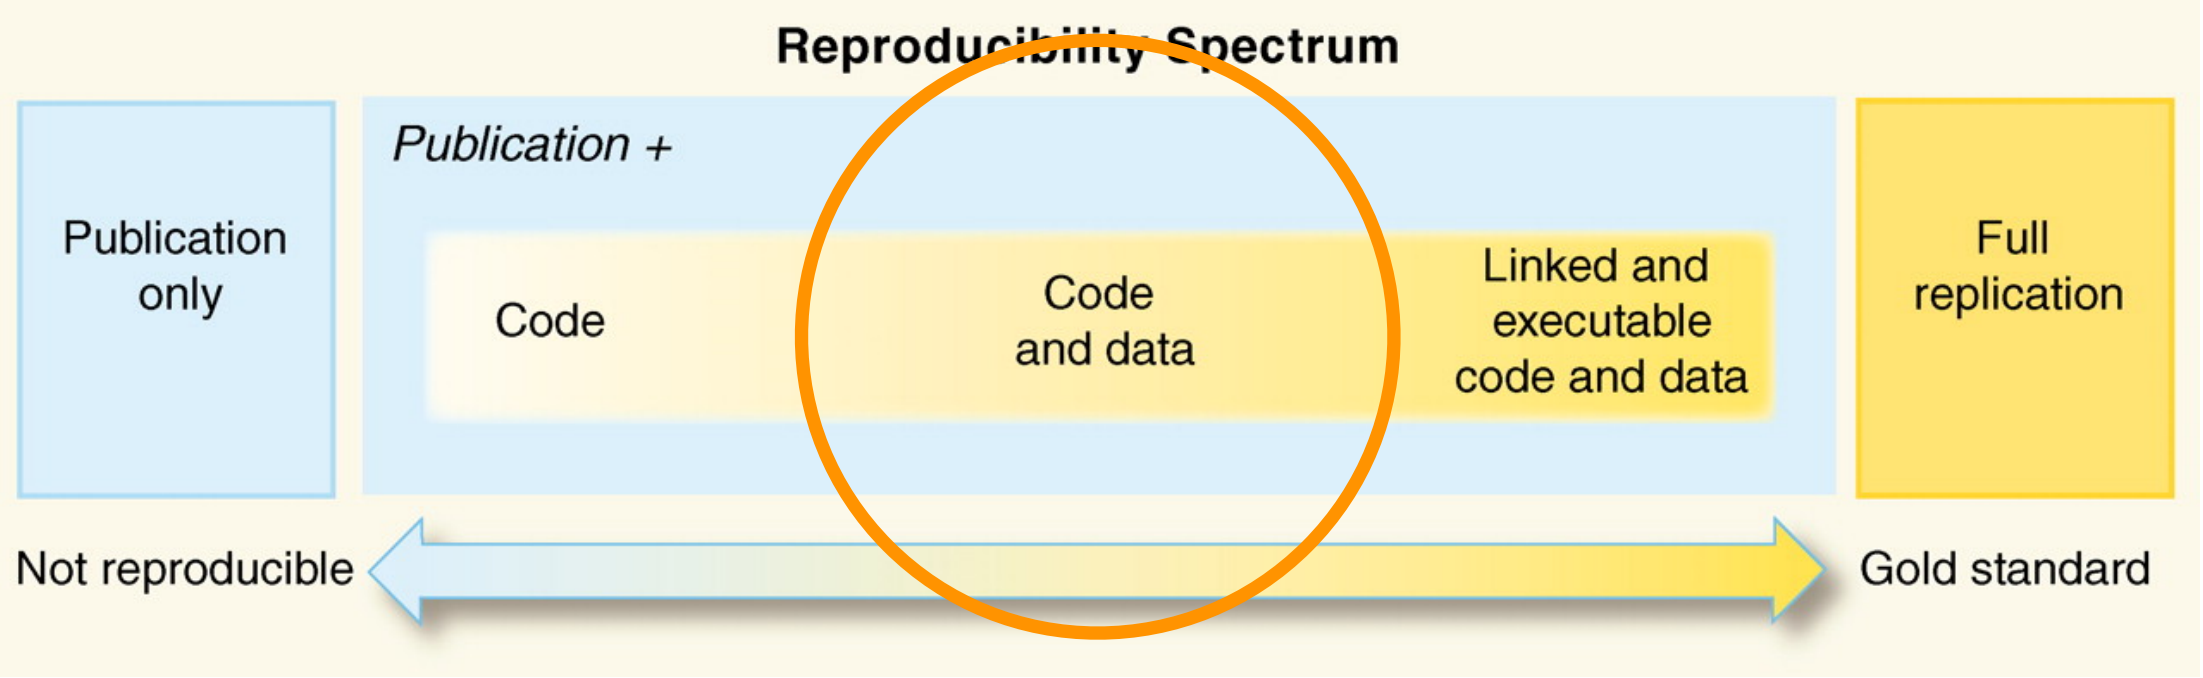 Reproducibility Spectrum
Publication
only
Publication +
Code
Code
and data
Linked and
executable
code and data
Full
replication
Not reproducible
Gold standard